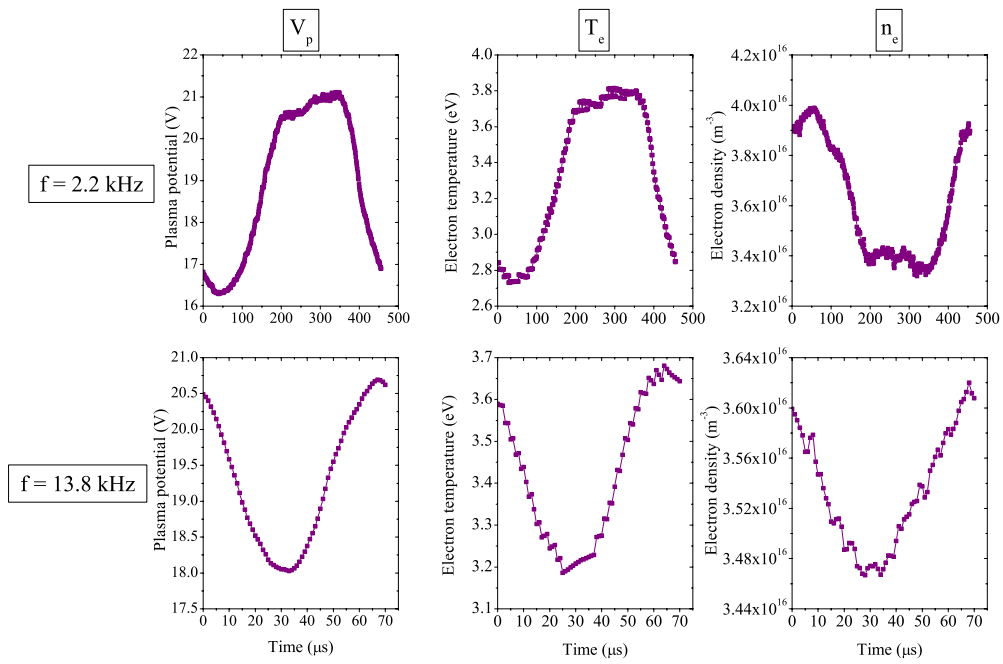 V_p
T_e
n_e
f = 2.2 kHz
Plasma potential (V)
22
21
20
19
18
17
16
0 100 200 300 400 500
Electron temperature (eV)
4.0
3.8
3.6
3.4
3.2
3.0
2.8
2.6
0 100 200 300 400 500
Electron density (m⁻³)
4.2x10¹⁶
4.0x10¹⁶
3.8x10¹⁶
3.6x10¹⁶
3.4x10¹⁶
3.2x10¹⁶
0 100 200 300 400 500
f = 13.8 kHz
Plasma potential (V)
21.0
20.5
20.0
19.5
19.0
18.5
18.0
17.5
0 10 20 30 40 50 60 70
Time (μs)
Electron temperature (eV)
3.7
3.6
3.5
3.4
3.3
3.2
3.1
0 10 20 30 40 50 60 70
Time (μs)
Electron density (m⁻³)
3.64x10¹⁶
3.60x10¹⁶
3.56x10¹⁶
3.52x10¹⁶
3.48x10¹⁶
3.44x10¹⁶
0 10 20 30 40 50 60 70
Time (μs)